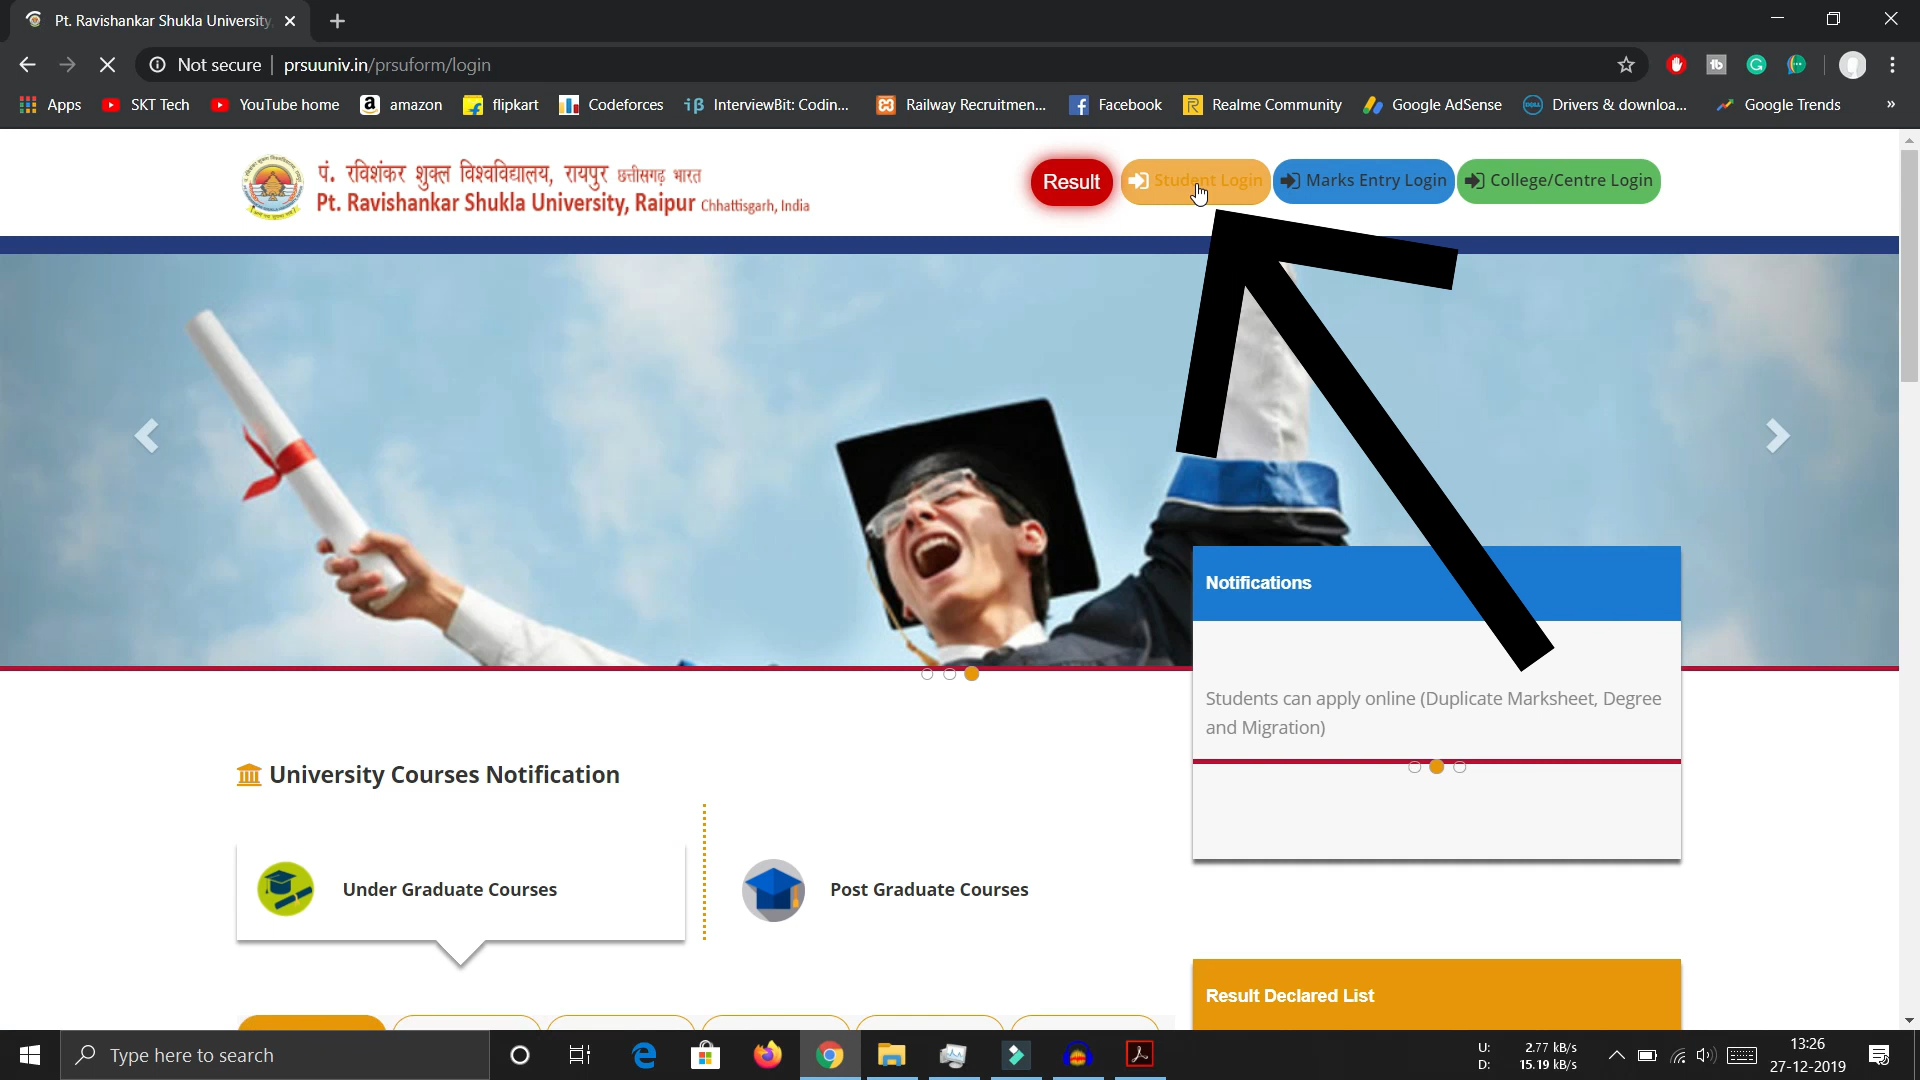 Pt. Ravishankar Shukla University,
Not secure | prsuuniv.in/prsuform/login
Apps SKT Tech YouTube home amazon flipkart Codeforces InterviewBit: Codin... Railway Recruitmen... Facebook Realme Community Google AdSense Drivers & downloa... Google Trends »
पं. रविशंकर शुक्ल विश्वविद्यालय, रायपुर छत्तीसगढ़ भारत
Pt. Ravishankar Shukla University, Raipur Chhattisgarh, India
Result Student Login Marks Entry Login College/Centre Login
Notifications
Students can apply online (Duplicate Marksheet, Degree
and Migration)
University Courses Notification
Under Graduate Courses
Post Graduate Courses
Result Declared List
Type here to search
U: 2.77 kB/s
D: 15.19 kB/s
13:26
27-12-2019